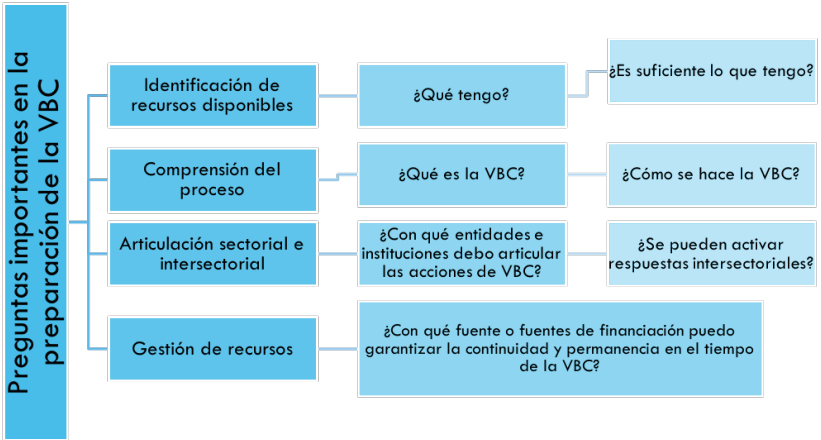 Preguntas importantes en la
preparación de la VBC
Identificación de
recursos disponibles
¿Qué tengo?
¿Es suficiente lo que tengo?
Comprensión del
proceso
¿Qué es la VBC?
¿Cómo se hace la VBC?
Articulación sectorial e
intersectorial
¿Con qué entidades e
instituciones debo articular
las acciones de VBC?
¿Se pueden activar
respuestas intersectoriales?
Gestión de recursos
¿Con qué fuente o fuentes de financiación puedo
garantizar la continuidad y permanencia en el tiempo
de la VBC?